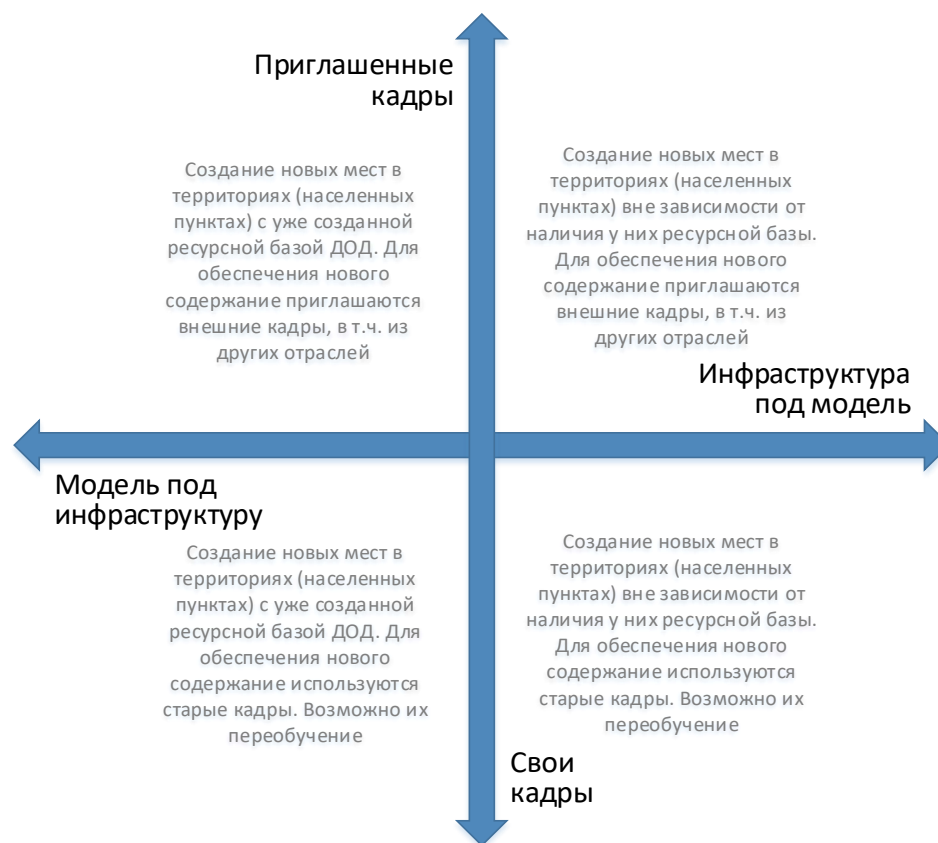 Приглашенные
кадры
Создание новых мест в
территориях (населенных
пунктах) с уже созданной
ресурсной базой ДОД. Для
обеспечения нового
содержание приглашаются
внешние кадры, в т.ч. из
других отраслей
Создание новых мест в
территориях (населенных
пунктах) вне зависимости от
наличия у них ресурсной базы.
Для обеспечения нового
содержание приглашаются
внешние кадры, в т.ч. из
других отраслей
Инфраструктура
под модель
Модель под
инфраструктуру
Создание новых мест в
территориях (населенных
пунктах) с уже созданной
ресурсной базой ДОД. Для
обеспечения нового
содержание используются
старые кадры. Возможно их
переобучение
Создание новых мест в
территориях (населенных
пунктах) вне зависимости от
наличия у них ресурсной базы.
Для обеспечения нового
содержание используются
старые кадры. Возможно их
переобучение
Свои
кадры